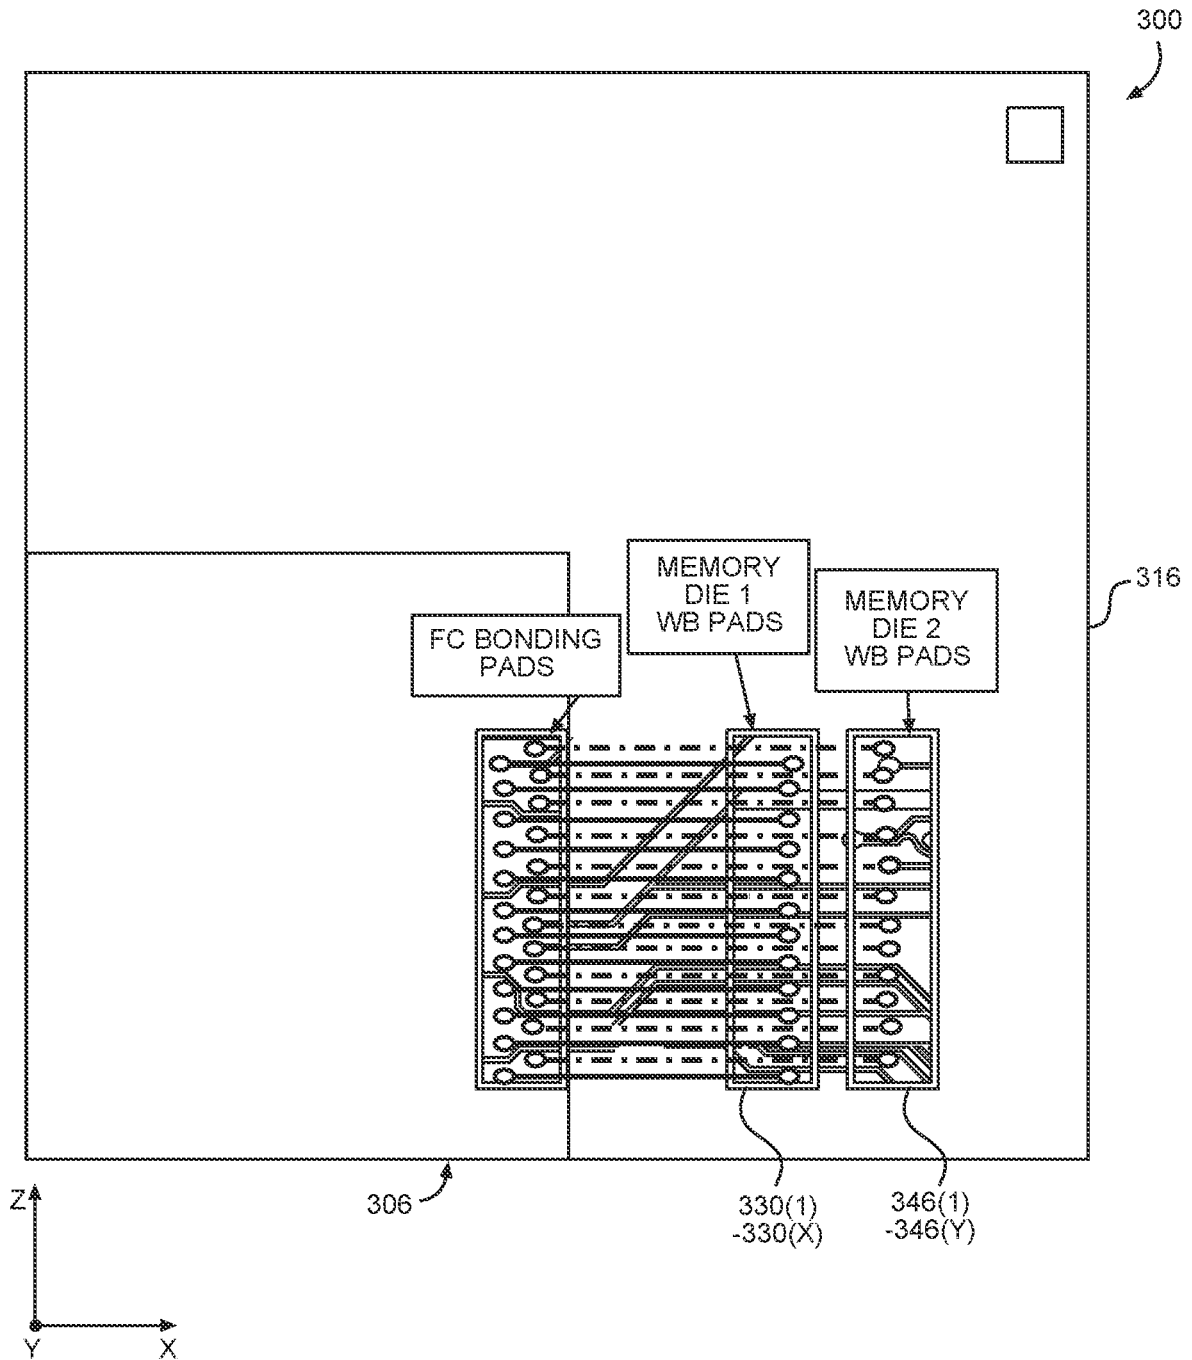 300
MEMORY
DIE 1
WB PADS
316
MEMORY
DIE 2
WB PADS
FC BONDING
PADS
306
330(1)
-330(X)
346(1)
-346(Y)
Z
Y
X